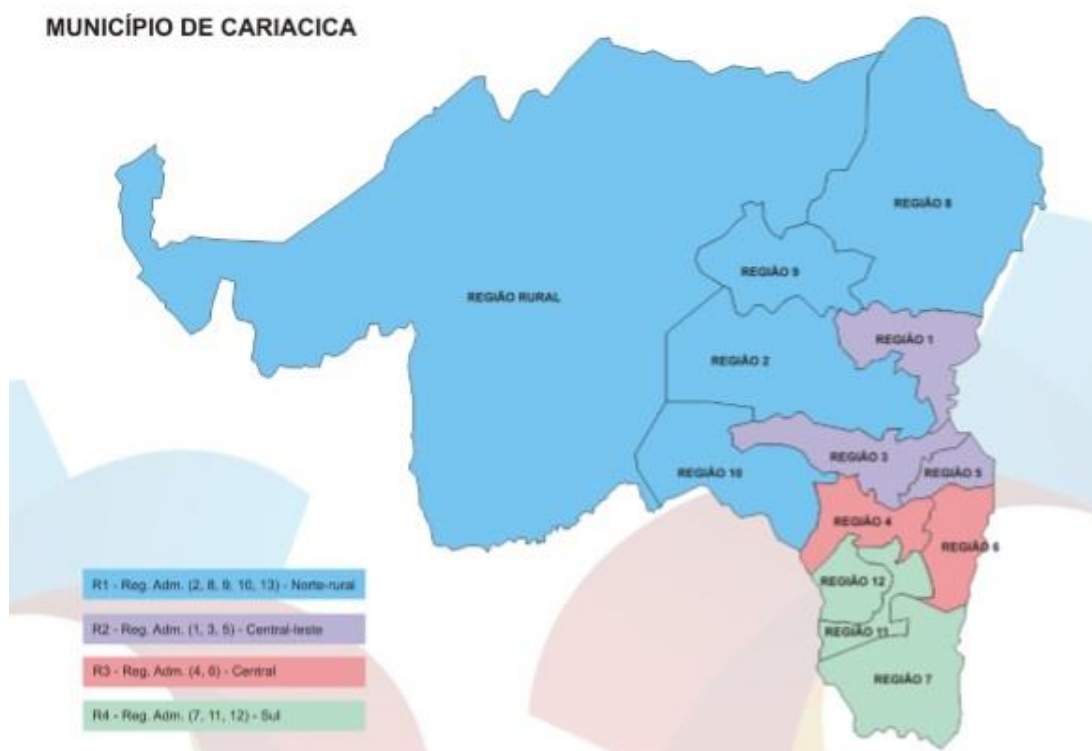 MUNICÍPIO DE CARIACICA
REGIÃO 8
REGIÃO 9
REGIÃO RURAL
REGIÃO 1
REGIÃO 2
REGIÃO 3
REGIÃO 5
REGIÃO 10
REGIÃO 4
REGIÃO 6
REGIÃO 12
REGIÃO 11
REGIÃO 7
R1 - Reg. Adm. (2, 8, 9, 10, 13) - Norte-rural
R2 - Reg. Adm. (1, 3, 5) - Central-leste
R3 - Reg. Adm. (4, 6) - Central
R4 - Reg. Adm. (7, 11, 12) - Sul